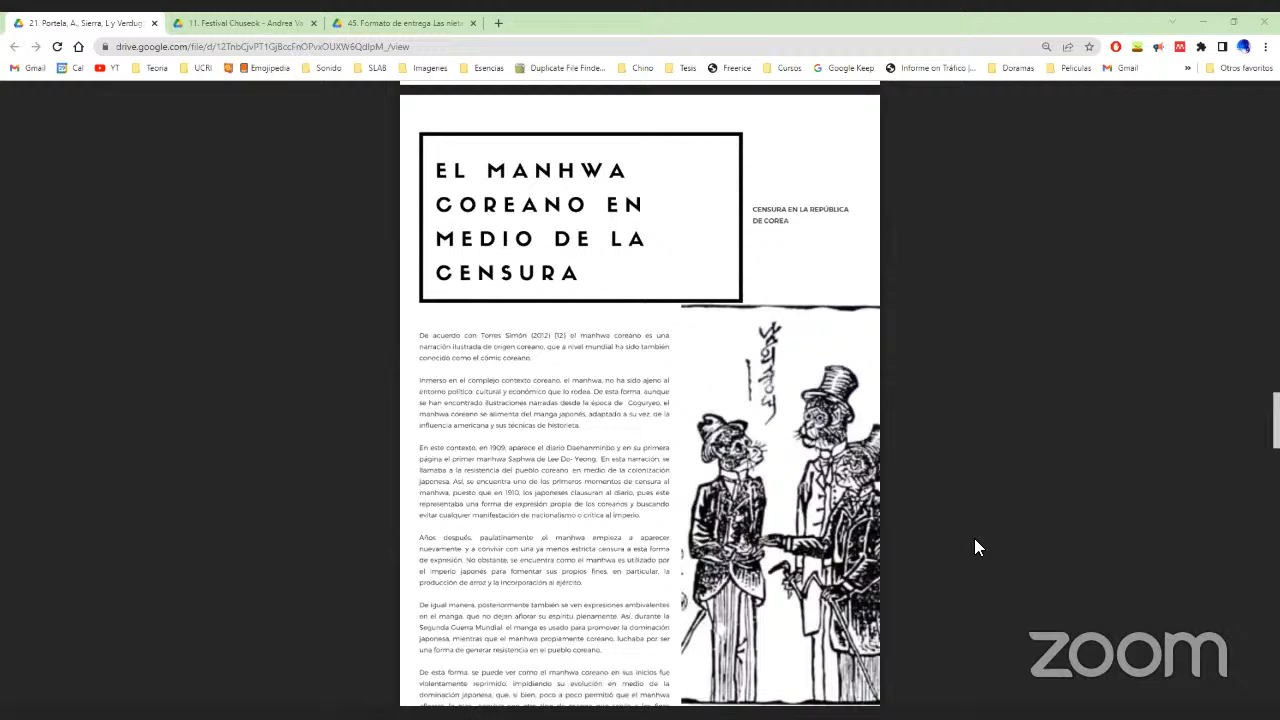 21. Portela, A., Sierra, L y Verdug
11. Festival Chuseok - Andrea Va
45. Formato de entrega Las nieta
drive.google.com/file/d/12TnbCjvPT1GjBccFnOPvxOUXW6QdlpM_/view
Gmail Cal YT Teoria UCRI Emojipedia Sonido SLAB Imagenes Esencias Duplicate File Finde... Chino Tesis Freerice Cursos Google Keep Informe on Tráfico |... Doramas Peliculas Gmail » Otros favoritos
EL MANHWA
COREANO EN
MEDIO DE LA
CENSURA
CENSURA EN LA REPÚBLICA
DE COREA
De acuerdo con Torres Simón (2012) [12] el manhwa coreano es una
narración ilustrada de origen coreano, que a nivel mundial ha sido también
conocido como el cómic coreano.
Inmerso en el complejo contexto coreano, el manhwa, no ha sido ajeno al
entorno político, cultural y económico que lo rodea. De esta forma, aunque
se han encontrado ilustraciones narradas desde la época de Goguryeo, el
manhwa coreano se alimenta del manga japonés, adaptado a su vez, de la
influencia americana y sus técnicas de historieta.
En este contexto, en 1909, aparece el diario Daehanminbo y en su primera
página el primer manhwa Saphwa de Lee Do- Yeong. En esta narración, se
llamaba a la resistencia del pueblo coreano, en medio de la colonización
japonesa. Así, se encuentra uno de los primeros momentos de censura al
manhwa, puesto que en 1910, los japoneses clausuran al diario, pues este
representaba una forma de expresión propia de los coreanos y buscando
evitar cualquier manifestación de nacionalismo o crítica al imperio.
Años después, paulatinamente el manhwa empieza a aparecer
nuevamente y a convivir con una ya menos estricta censura a esta forma
de expresión. No obstante, se encuentra como el manhwa es utilizado por
el imperio japonés para fomentar sus propios fines, en particular, la
producción de arroz y la incorporación al ejército.
De igual manera, posteriormente también se ven expresiones ambivalentes
en el manga, que no dejan aflorar su espíritu plenamente. Así, durante la
Segunda Guerra Mundial, el manga es usado para promover la dominación
japonesa, mientras que el manhwa propiamente coreano, luchaba por ser
una forma de generar resistencia en el pueblo coreano.
De esta forma, se puede ver como el manhwa coreano en sus inicios fue
violentamente reprimido, impidiendo su evolución en medio de la
dominación japonesa, que, si bien, poco a poco permitió que el manhwa
zoom